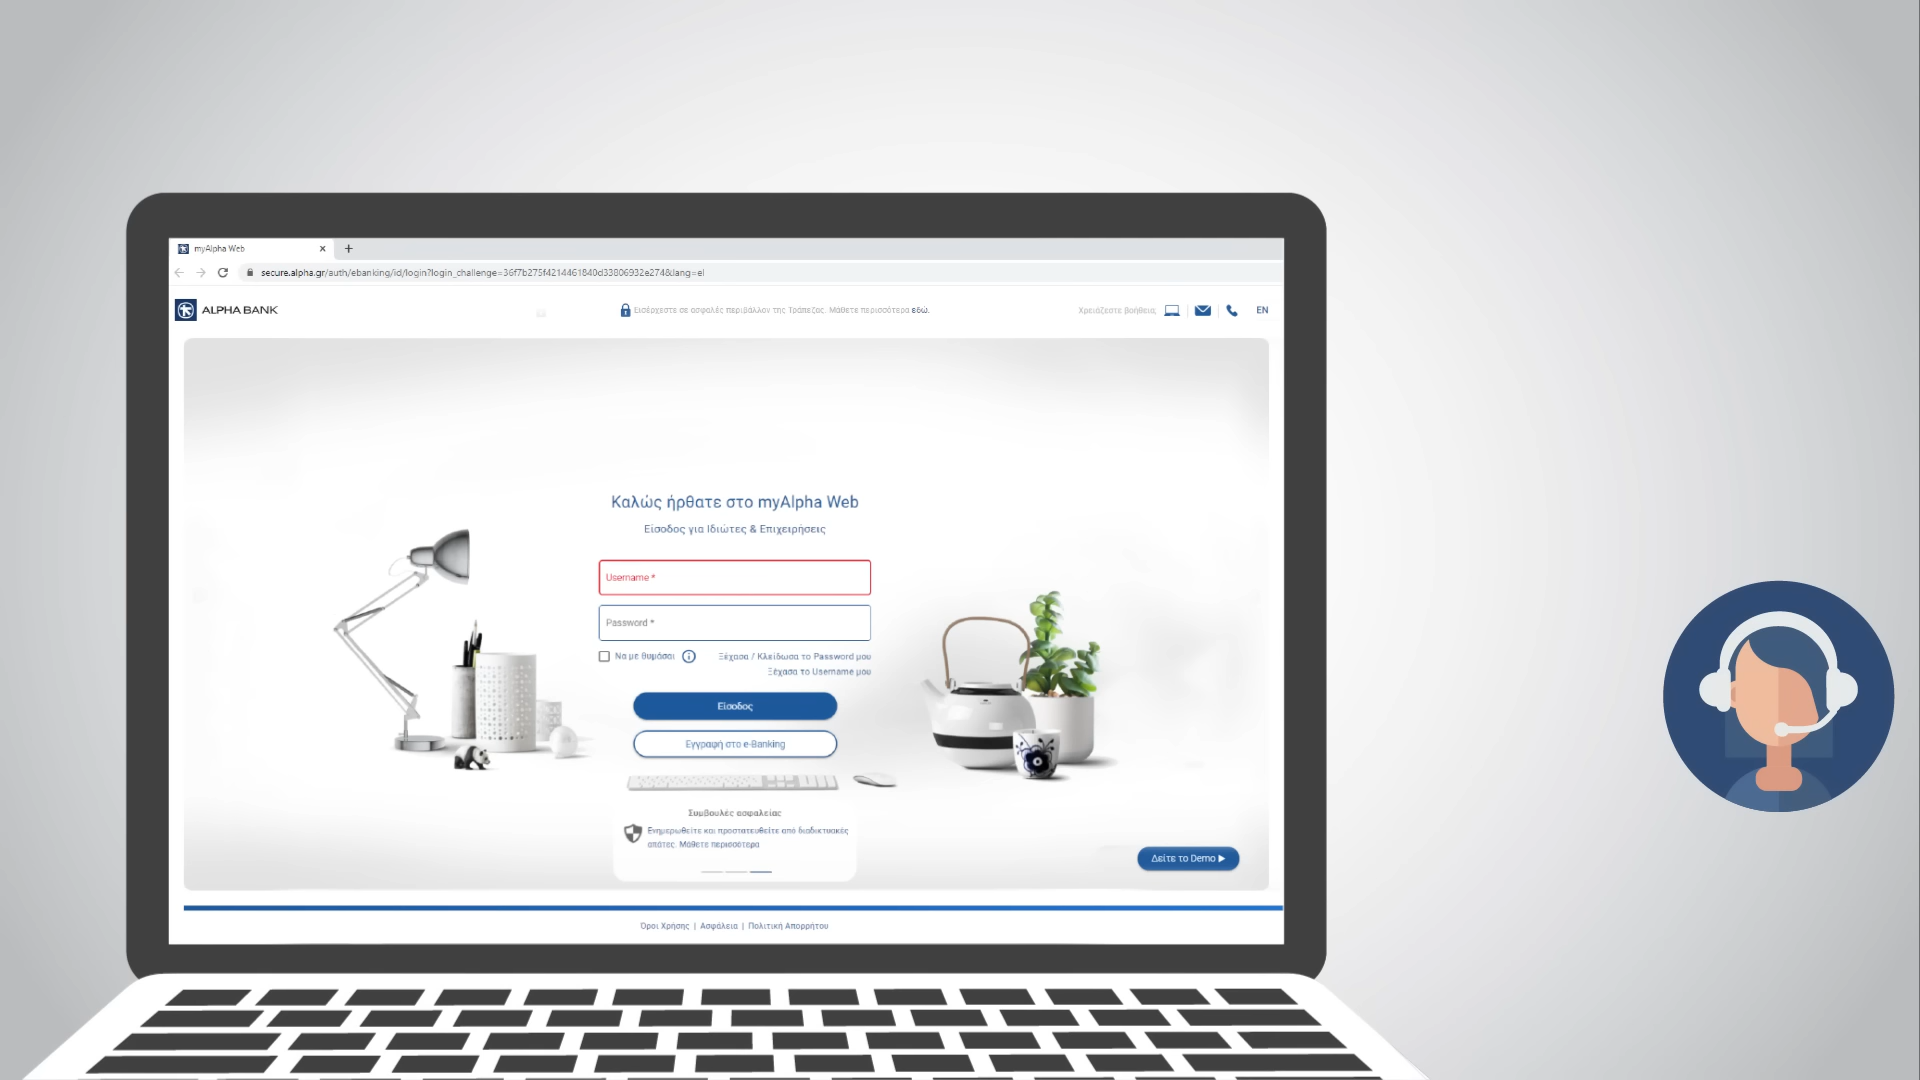 myAlpha Web
secure.alpha.gr/auth/ebanking/id/login?login_challenge=36f7b275f4214461840d33806932e274&lang=el
ALPHA BANK
Εισέρχεστε σε ασφαλές περιβάλλον της Τράπεζας. Μάθετε περισσότερα εδώ.
Χρειάζεστε βοήθεια;
EN
Καλώς ήρθατε στο myAlpha Web
Είσοδος για Ιδιώτες & Επιχειρήσεις
Username *
Password *
Να με θυμάσαι
Ξέχασα / Κλείδωσα το Password μου
Ξέχασα το Username μου
Είσοδος
Εγγραφή στο e-Banking
Συμβουλές ασφαλείας
Ενημερωθείτε και προστατευθείτε από διαδικτυακές
απάτες. Μάθετε περισσότερα
Δείτε το Demo
Όροι Χρήσης | Ασφάλεια | Πολιτική Απορρήτου